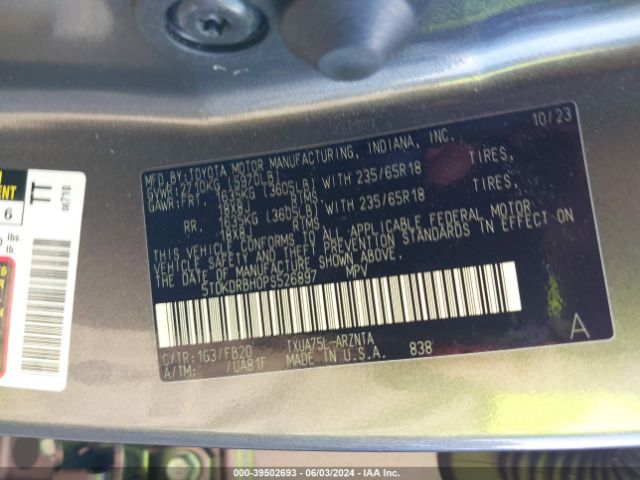 MFD.BY:TOYOTA MOTOR MANUFACTURING, INDIANA, INC. 10/23
GVWR:2710KG (5970LB)
GAWR:FRT. 1635KG (3605LB) WITH 235/65R18 TIRES,
RIMS,
RR. 1635KG (3605LB) WITH 235/65R18 TIRES,
RIMS,
THIS VEHICLE CONFORMS TO ALL APPLICABLE FEDERAL MOTOR
VEHICLE SAFETY AND THEFT PREVENTION STANDARDS IN EFFECT ON
THE DATE OF MANUFACTURE SHOWN ABOVE.
5TDKDRBH0PS526897 MPV
C/TR:1G3/FB20 TXUA75L-ARZNTA A
A/TM: /UA81F MADE IN U.S.A. 838
ENT
6
TT
lbs.
000-39502693 - 06/03/2024 - IAA Inc.